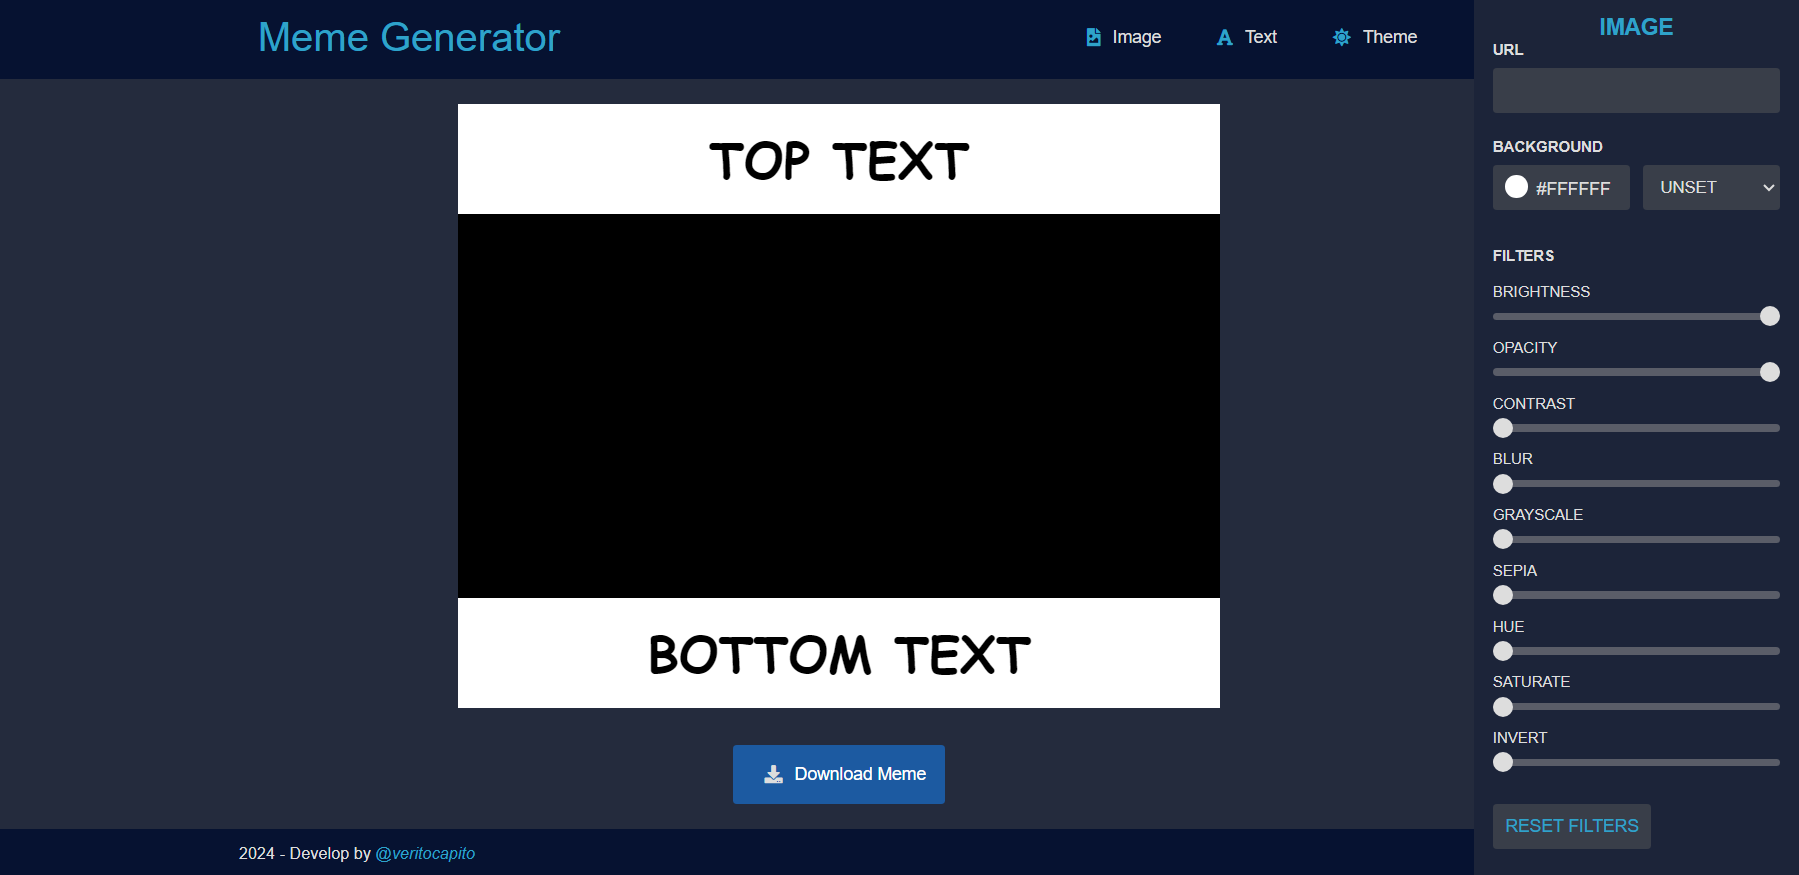 Meme Generator
Image
Text
Theme
TOP TEXT
BOTTOM TEXT
Download Meme
2024 - Develop by @veritocapito
IMAGE
URL
BACKGROUND
#FFFFFF
UNSET
FILTERS
BRIGHTNESS
OPACITY
CONTRAST
BLUR
GRAYSCALE
SEPIA
HUE
SATURATE
INVERT
RESET FILTERS